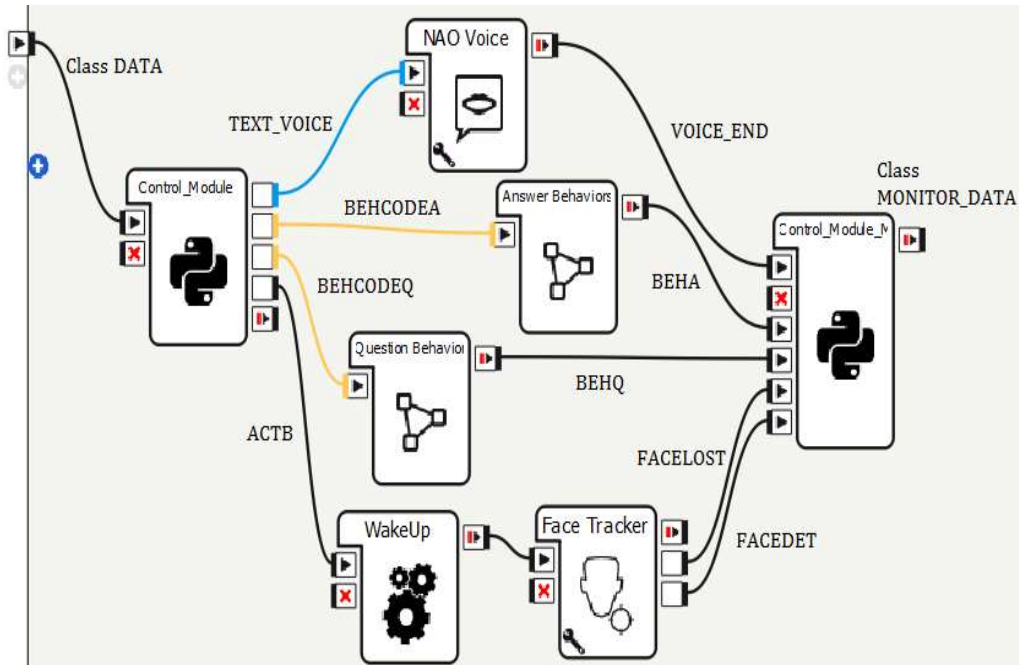 NAO Voice
Class DATA
TEXT_VOICE
VOICE_END
Class
MONITOR_DATA
Control_Module
Answer Behaviors
BEHCODEA
Control_Module_M
BEHCODEQ
BEHA
Question Behavior
BEHQ
ACTB
FACELOST
WakeUp
Face Tracker
FACEDET